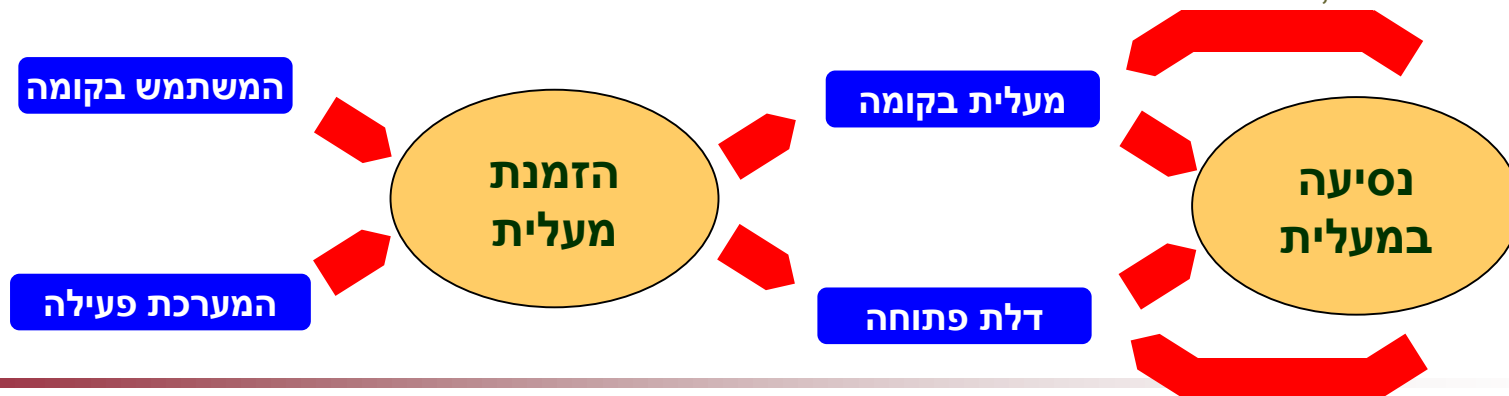 המשתמש בקומה
המערכת פעילה
הזמנת
מעלית
מעלית בקומה
דלת פתוחה
נסיעה
במעלית